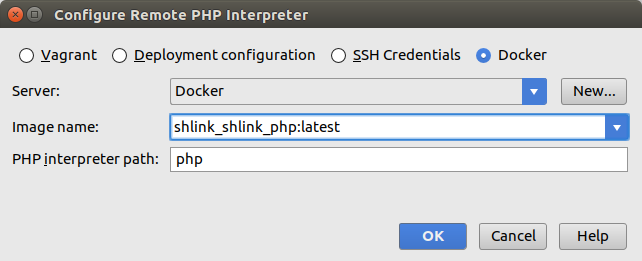 Configure Remote PHP Interpreter
Vagrant Deployment configuration SSH Credentials Docker
Server: Docker New...
Image name: shlink_shlink_php:latest
PHP interpreter path: php
OK Cancel Help